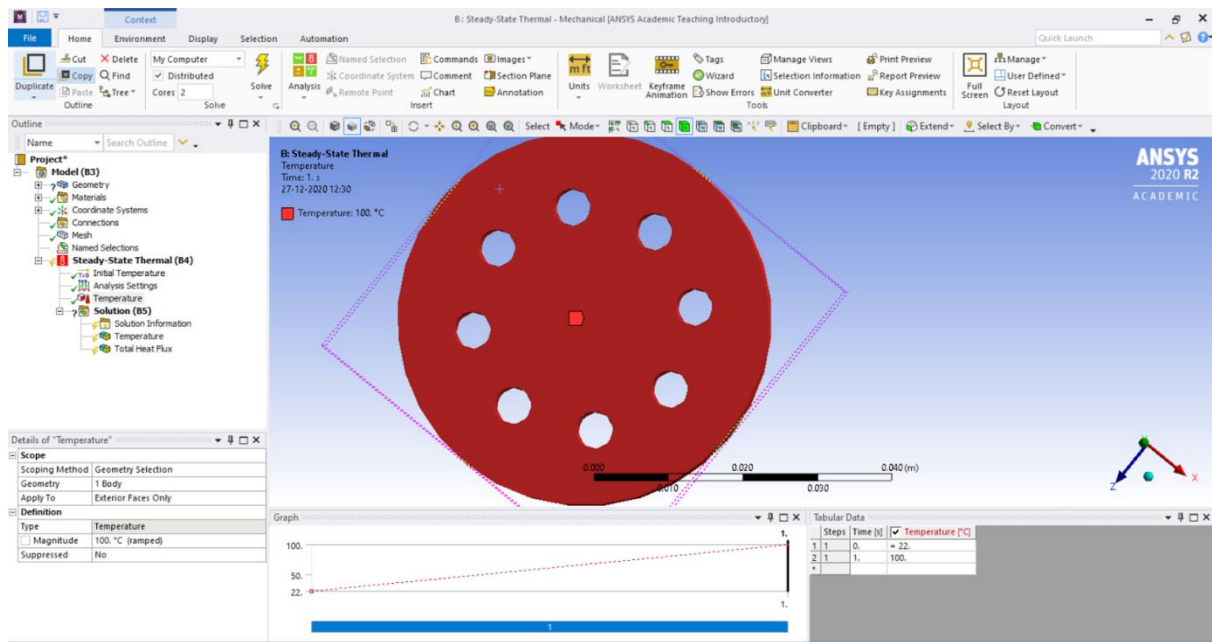 Context
B : Steady-State Thermal - Mechanical [ANSYS Academic Teaching Introductory]
File Home Environment Display Selection Automation
Quick Launch
Duplicate
Cut
Copy
Paste
Delete
Find
Tree
Outline
My Computer
Distributed
Cores 2
Solve
Solve
Analysis
Named Selection
Coordinate System
Remote Point
Commands
Comment
Chart
Images
Section Plane
Annotation
Insert
Units
Worksheet
Keyframe
Animation
Tags
Wizard
Show Errors
Manage Views
Selection Information
Unit Converter
Print Preview
Report Preview
Key Assignments
Tools
Full
Screen
Manage
User Defined
Reset Layout
Layout
Outline
Name
Search Outline
Select Mode
Clipboard [ Empty ] Extend Select By Convert
Project*
Model (B3)
Geometry
Materials
Coordinate Systems
Connections
Mesh
Named Selections
Steady-State Thermal (B4)
Initial Temperature
Analysis Settings
Temperature
Solution (B5)
Solution Information
Temperature
Total Heat Flux
B: Steady-State Thermal
Temperature
Time: 1. s
27-12-2020 12:30
Temperature: 100. °C
ANSYS
2020 R2
ACADEMIC
0.000 0.020 0.040 (m)
0.010 0.030
X
Z
Details of "Temperature"
Scope
Scoping Method Geometry Selection
Geometry 1 Body
Apply To Exterior Faces Only
Definition
Type Temperature
Magnitude 100. °C (ramped)
Suppressed No
Graph
1.
100.
50.
22.
1.
1
Tabular Data
Steps Time [s] Temperature [°C]
1 1 0. = 22.
2 1 1. 100.
*